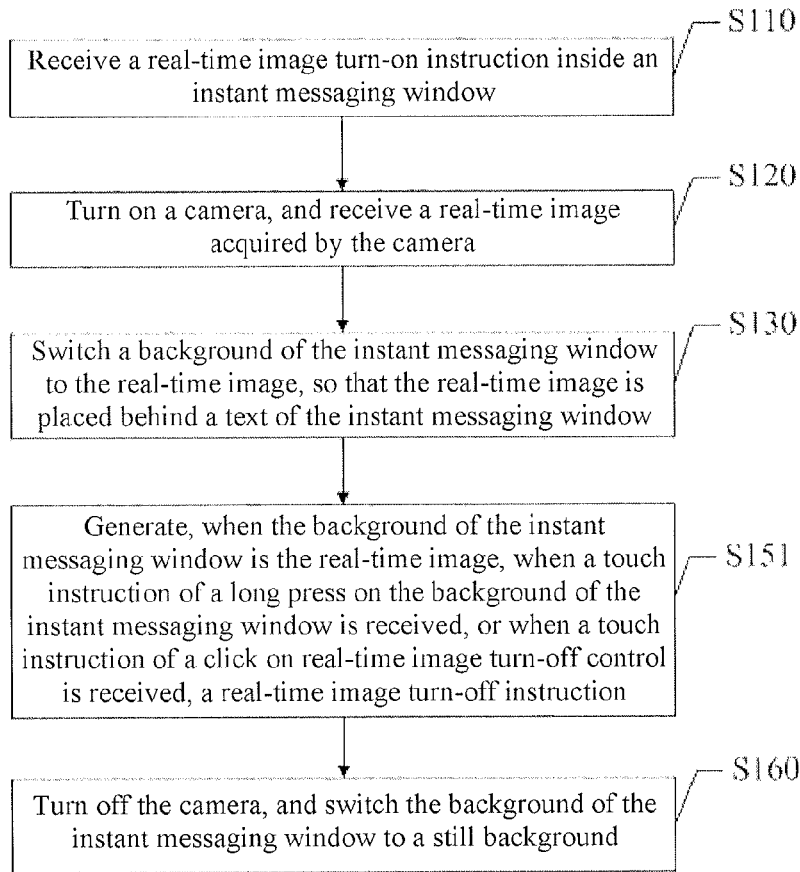 S110
Receive a real-time image turn-on instruction inside an
instant messaging window
S120
Turn on a camera, and receive a real-time image
acquired by the camera
S130
Switch a background of the instant messaging window
to the real-time image, so that the real-time image is
placed behind a text of the instant messaging window
S151
Generate, when the background of the instant
messaging window is the real-time image, when a touch
instruction of a long press on the background of the
instant messaging window is received, or when a touch
instruction of a click on real-time image turn-off control
is received, a real-time image turn-off instruction
S160
Turn off the camera, and switch the background of the
instant messaging window to a still background